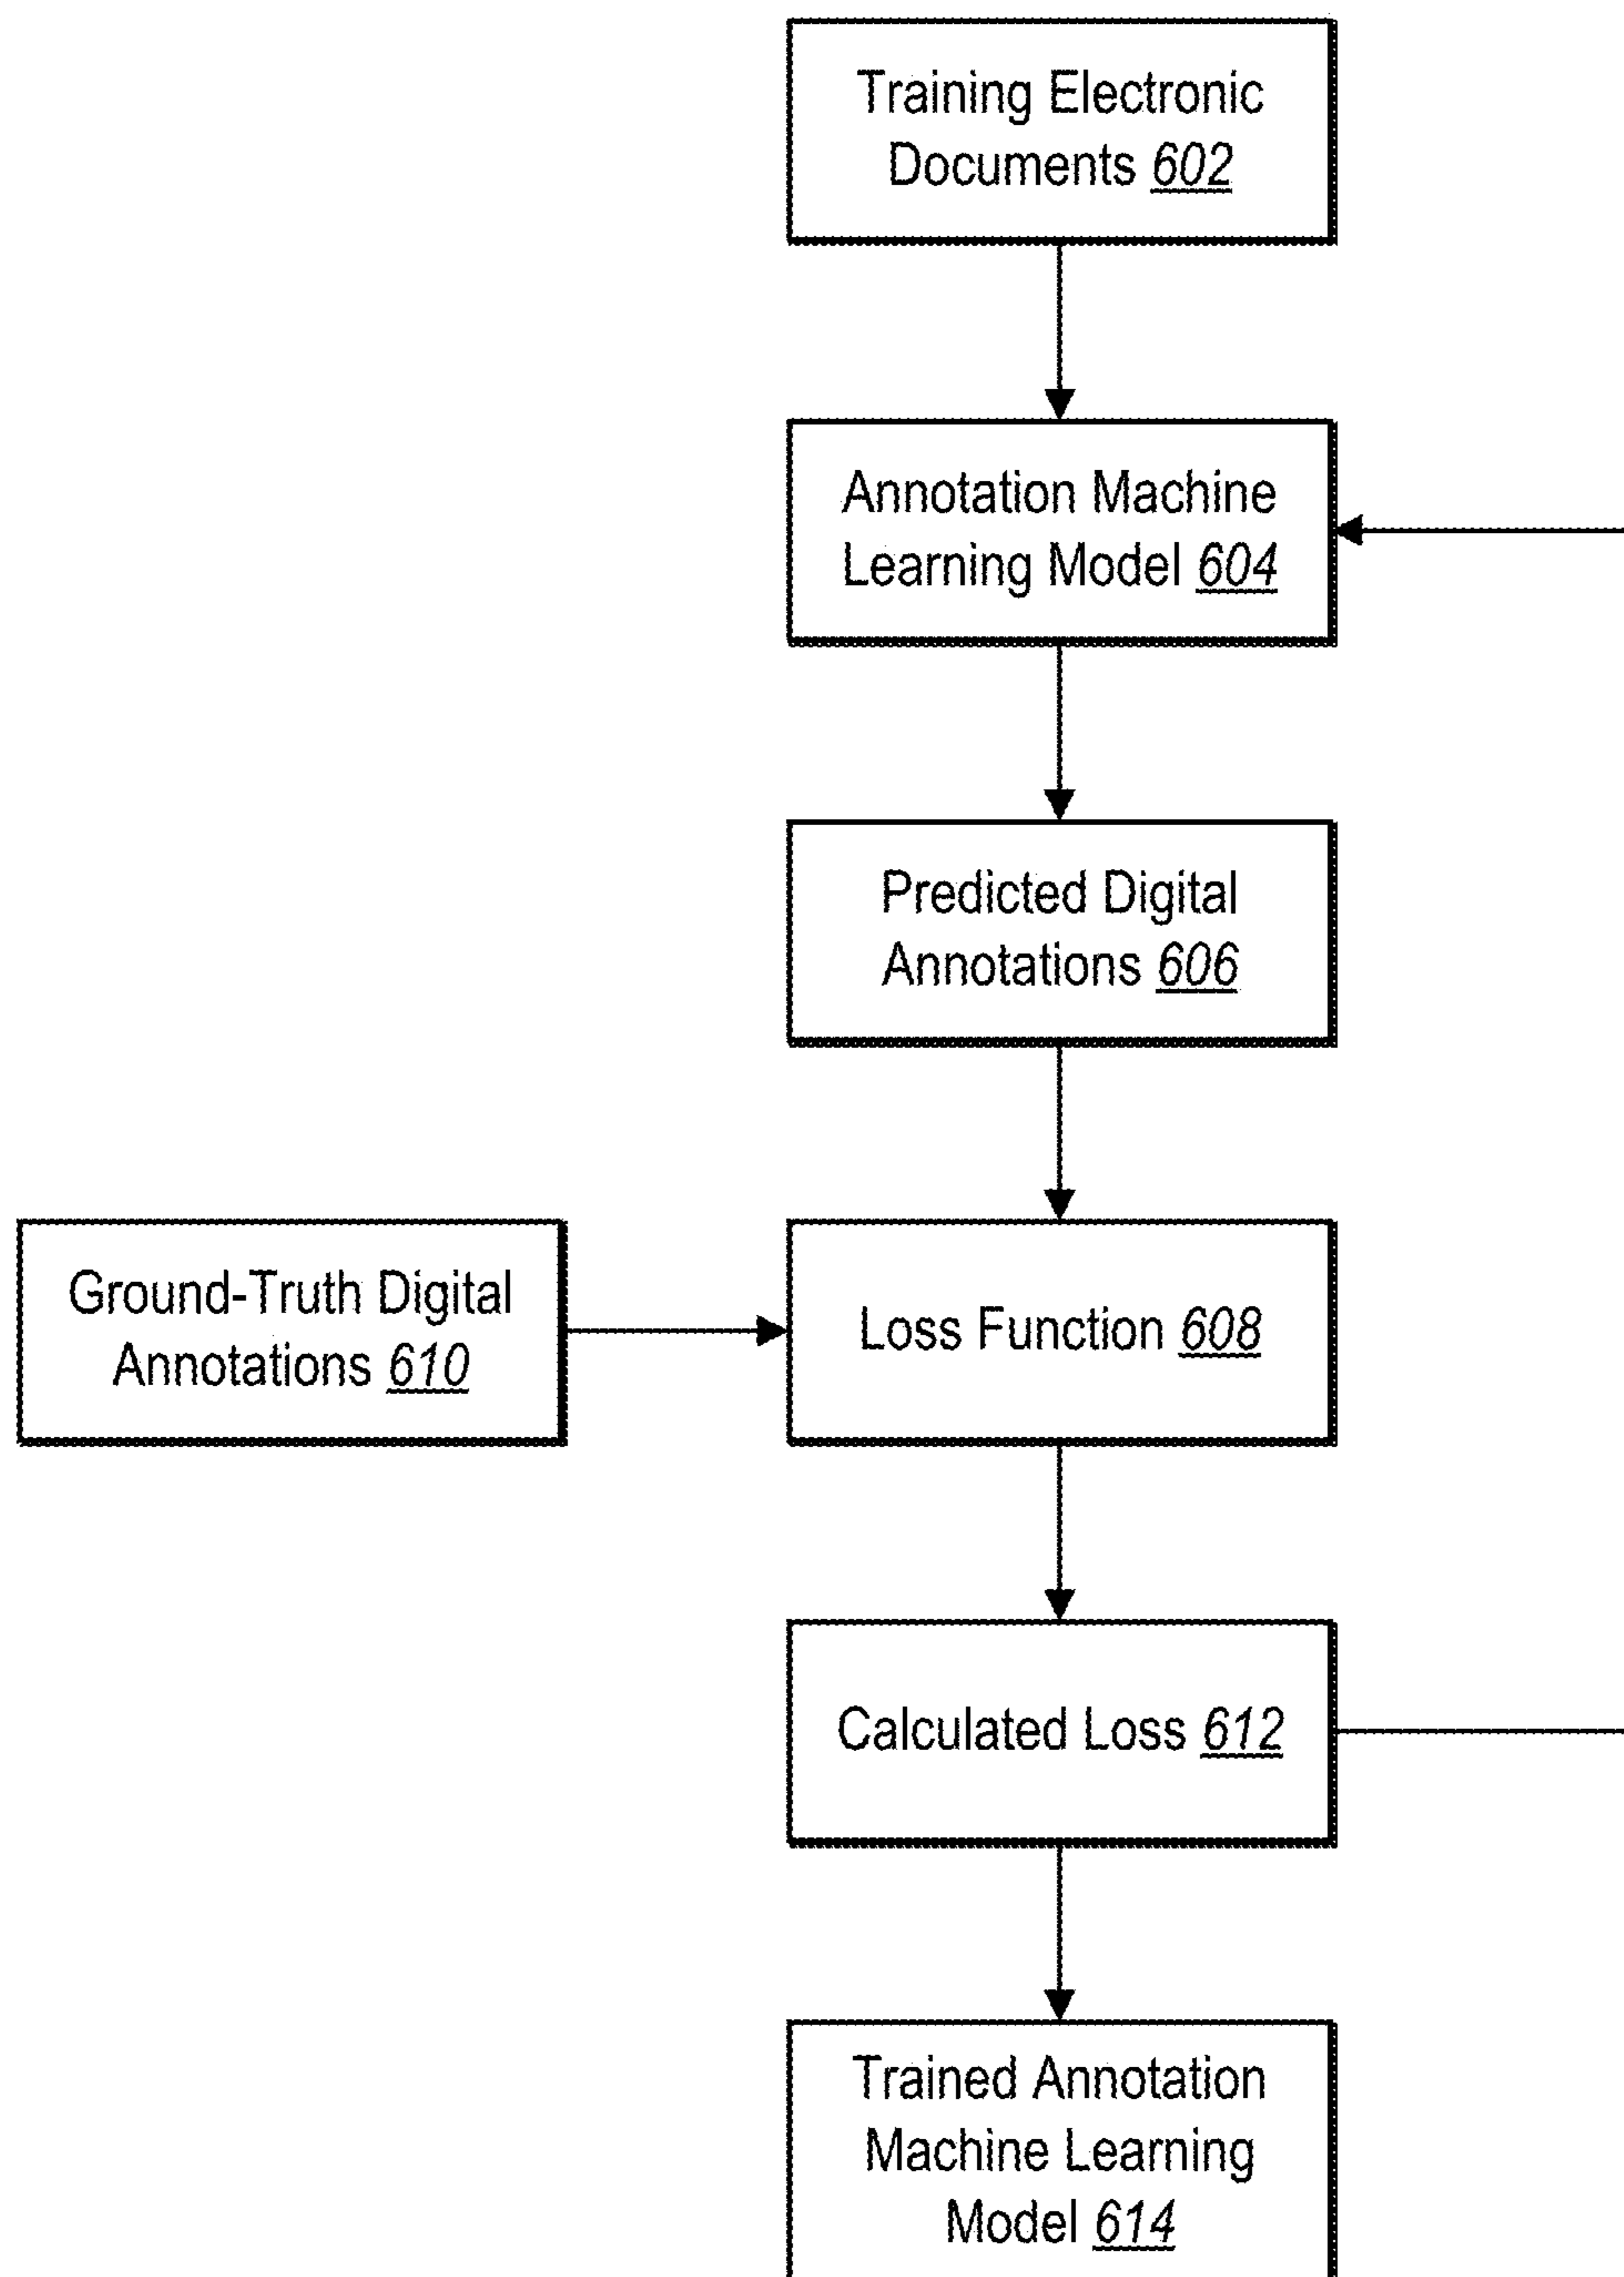 Training Electronic
Documents 602
Annotation Machine
Learning Model 604
Predicted Digital
Annotations 606
Ground-Truth Digital
Annotations 610
Loss Function 608
Calculated Loss 612
Trained Annotation
Machine Learning
Model 614